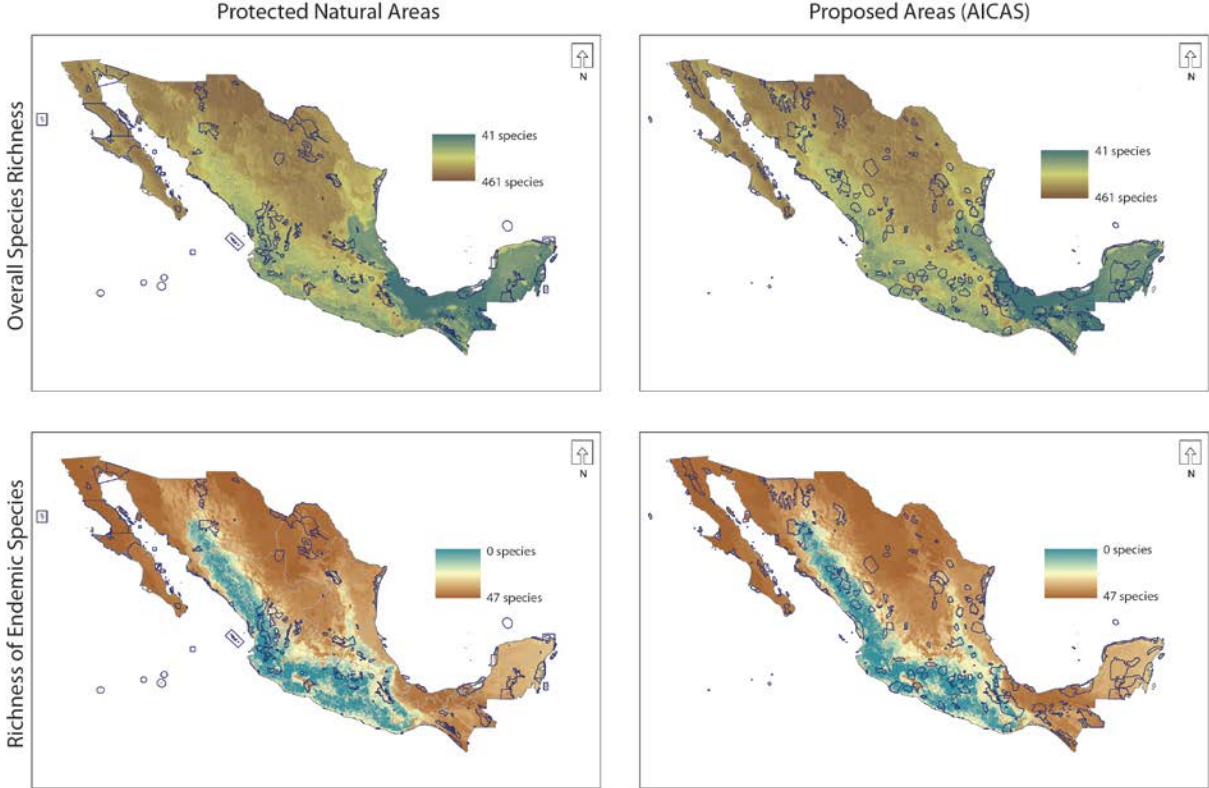 Protected Natural Areas
Proposed Areas (AICAS)
Overall Species Richness
N
41 species
461 species
N
41 species
461 species
Richness of Endemic Species
N
0 species
47 species
N
0 species
47 species